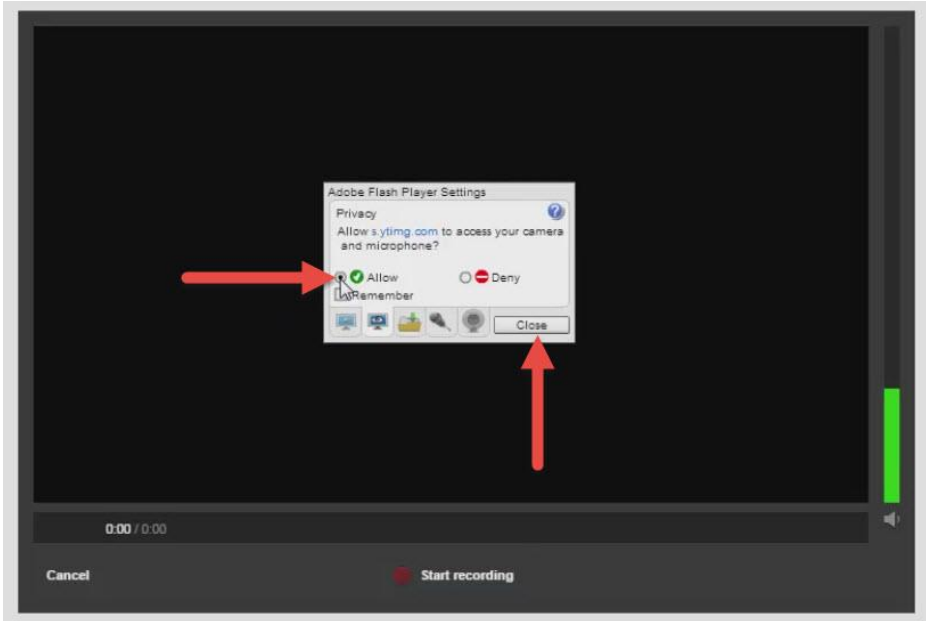 Adobe Flash Player Settings
Privacy
Allow s.ytimg.com to access your camera
and microphone?
Allow
Deny
Remember
Close
0:00 / 0:00
Cancel
Start recording